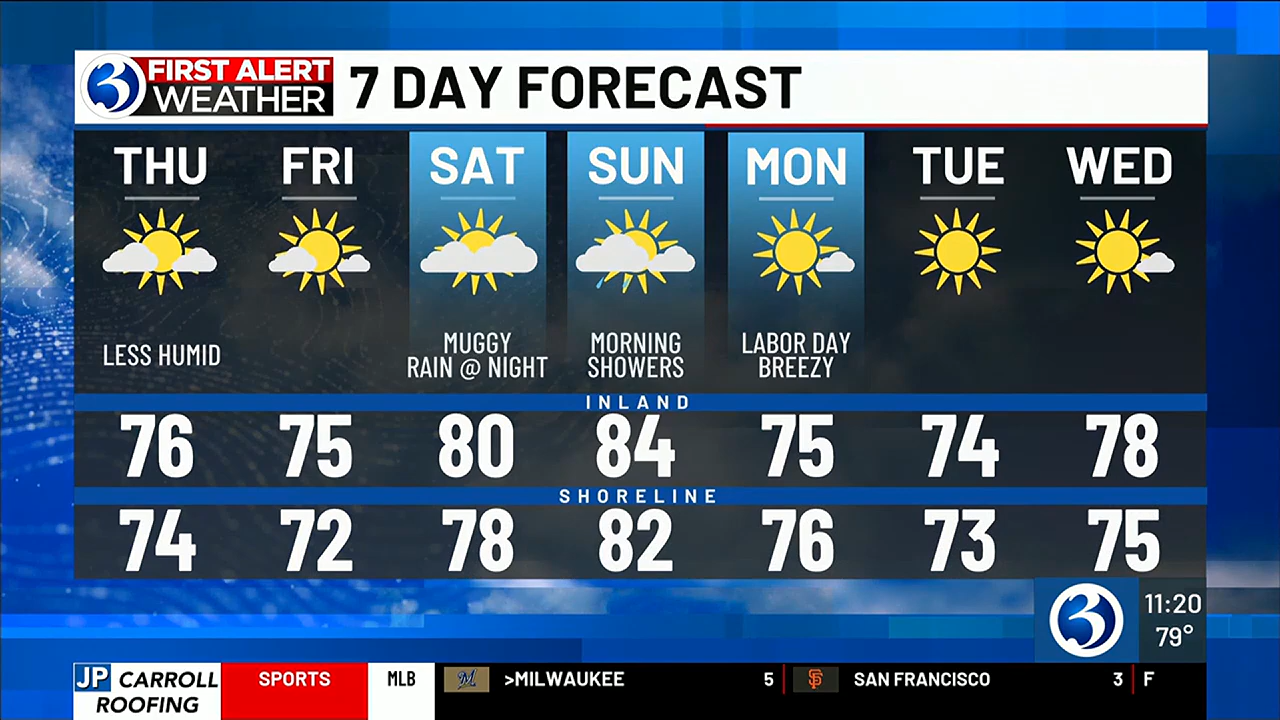 3 FIRST ALERT WEATHER 7 DAY FORECAST
THU FRI SAT SUN MON TUE WED
LESS HUMID
MUGGY
RAIN @ NIGHT
MORNING
SHOWERS
LABOR DAY
BREEZY
INLAND
76 75 80 84 75 74 78
SHORELINE
74 72 78 82 76 73 75
3
11:20
79°
JP CARROLL
ROOFING
SPORTS
MLB
M >MILWAUKEE 5 SF SAN FRANCISCO 3 F